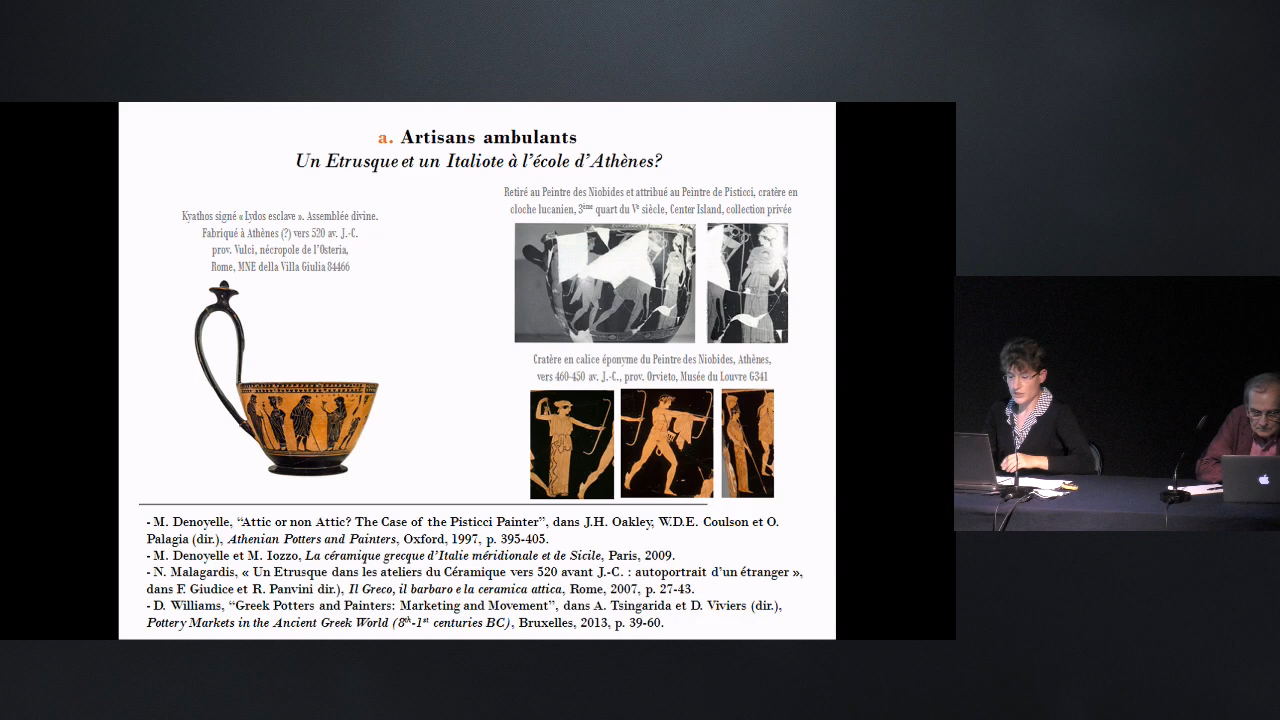 a. Artisans ambulants
Un Etrusque et un Italiote à l'école d'Athènes?
Kyathos signé « Lydos esclave ». Assemblée divine.
Fabriqué à Athènes (?) vers 520 av. J.-C.
prov. Vulci, nécropole de l'Osteria,
Rome, MNE della Villa Giulia 84466
Retiré au Peintre des Niobides et attribué au Peintre de Pisticci, cratère en
cloche lucanien, 3ème quart du Ve siècle, Center Island, collection privée
Cratère en calice éponyme du Peintre des Niobides, Athènes,
vers 460-450 av. J.-C., prov. Orvieto, Musée du Louvre G341
- M. Denoyelle, “Attic or non Attic? The Case of the Pisticci Painter”, dans J.H. Oakley, W.D.E. Coulson et O.
Palagia (dir.), Athenian Potters and Painters, Oxford, 1997, p. 395-405.
- M. Denoyelle et M. Iozzo, La céramique grecque d'Italie méridionale et de Sicile, Paris, 2009.
- N. Malagardis, « Un Etrusque dans les ateliers du Céramique vers 520 avant J.-C. : autoportrait d'un étranger »,
dans F. Giudice et R. Panvini dir.), Il Greco, il barbaro e la ceramica attica, Rome, 2007, p. 27-43.
- D. Williams, “Greek Potters and Painters: Marketing and Movement”, dans A. Tsingarida et D. Viviers (dir.),
Pottery Markets in the Ancient Greek World (8th-1st centuries BC), Bruxelles, 2013, p. 39-60.